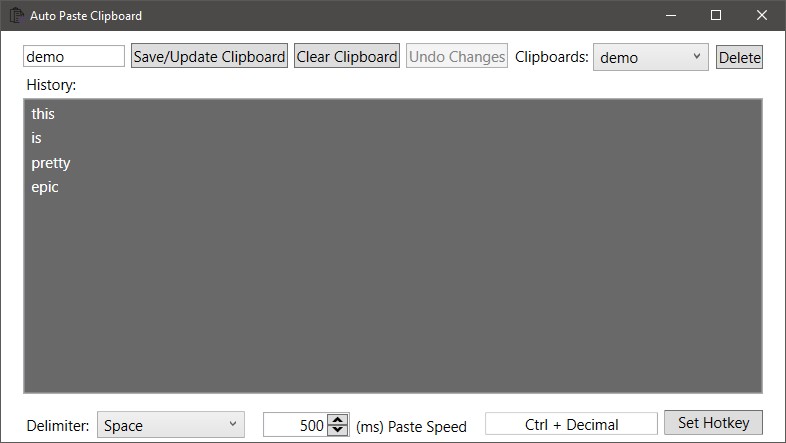 Auto Paste Clipboard
demo Save/Update Clipboard Clear Clipboard Undo Changes Clipboards: demo Delete
History:
this
is
pretty
epic
Delimiter: Space 500 (ms) Paste Speed Ctrl + Decimal Set Hotkey